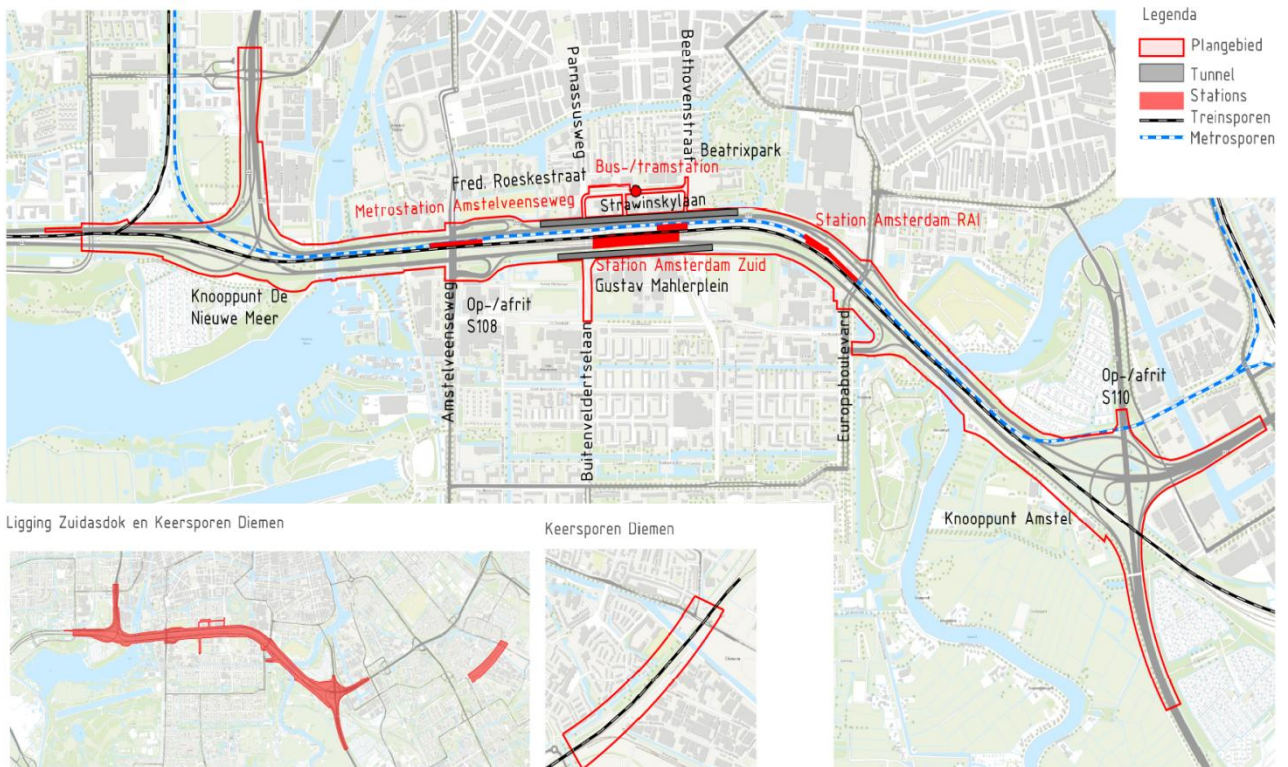 Legenda
Plangebied
Tunnel
Stations
Treinsporen
Metrosporen
Parnassusweg
Beethovenstraat
Beatrixpark
Bus-/tramstation
Fred. Roeskestraat
Metrostation Amstelveenseweg
Strawinskylaan
Station Amsterdam RAI
Station Amsterdam Zuid
Gustav Mahlerplein
Knooppunt De
Nieuwe Meer
Op-/afrit
S108
Amstelveenseweg
Buitenveldertselaan
Europaboulevard
Op-/afrit
S110
Knooppunt Amstel
Ligging Zuidasdok en Keersporen Diemen
Keersporen Diemen